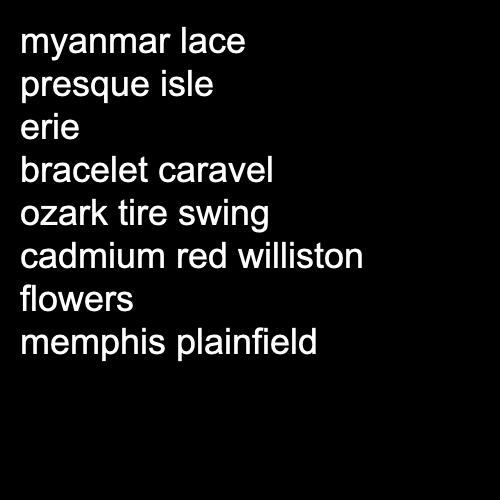 myanmar lace
presque isle
erie
bracelet caravel
ozark tire swing
cadmium red williston
flowers
memphis plainfield